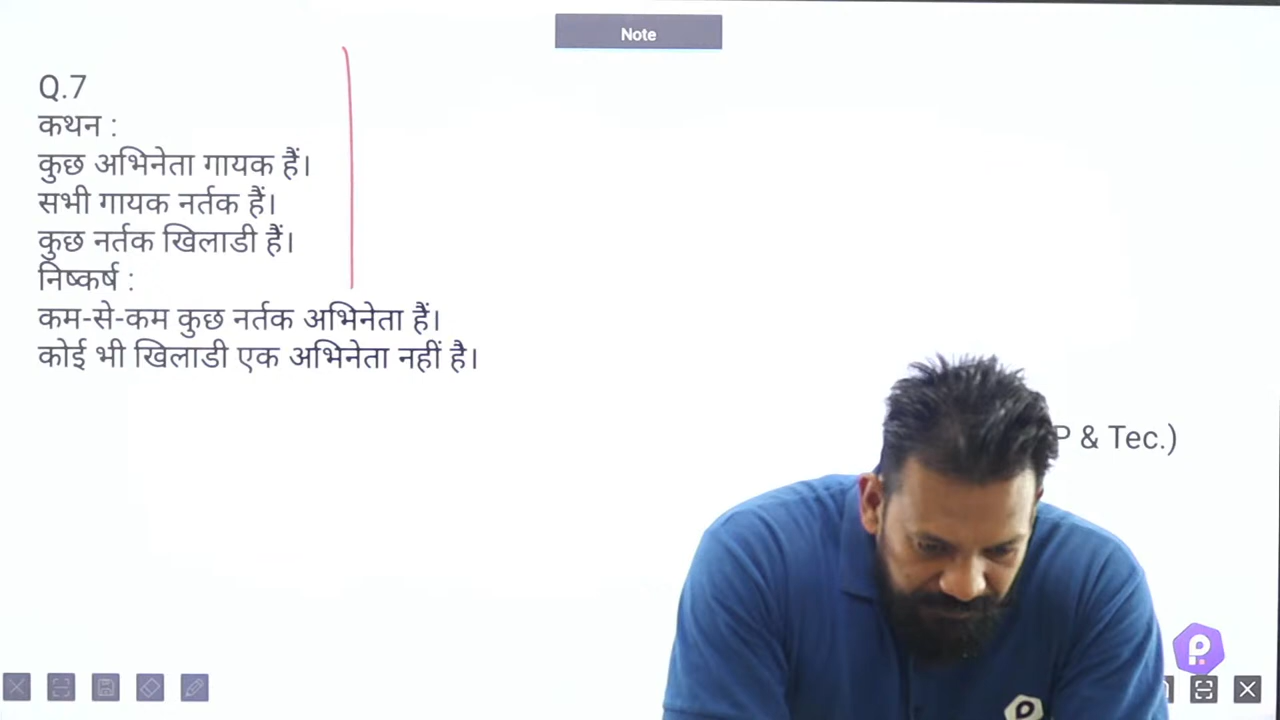 Note
Q.7
कथन :
कुछ अभिनेता गायक हैं।
सभी गायक नर्तक हैं।
कुछ नर्तक खिलाडी हैं।
निष्कर्ष :
कम-से-कम कुछ नर्तक अभिनेता हैं।
कोई भी खिलाडी एक अभिनेता नहीं है।
P & Tec.)